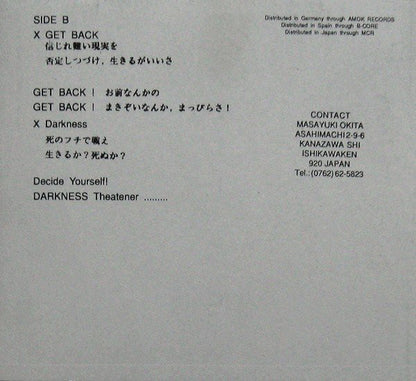 SIDE B
X GET BACK
信じれ難い現実を
否定しつづけ、生きるがいいさ
GET BACK! お前なんかの
GET BACK! まきぞいなんか、まっぴらさ!
X Darkness
死のフチで喘え
生きるか?死ぬか?
Decide Yourself!
DARKNESS Theatener .........
Distributed in Germany through AMOK RECORDS
Distributed in Spain through B-CORE
Distributed in Japan through MCR
CONTACT
MASAYUKI OKITA
ASAHIMACHI 2-9-6
KANAZAWA SHI
ISHIKAWAKEN
920 JAPAN
Tel.:(0762)62-5823